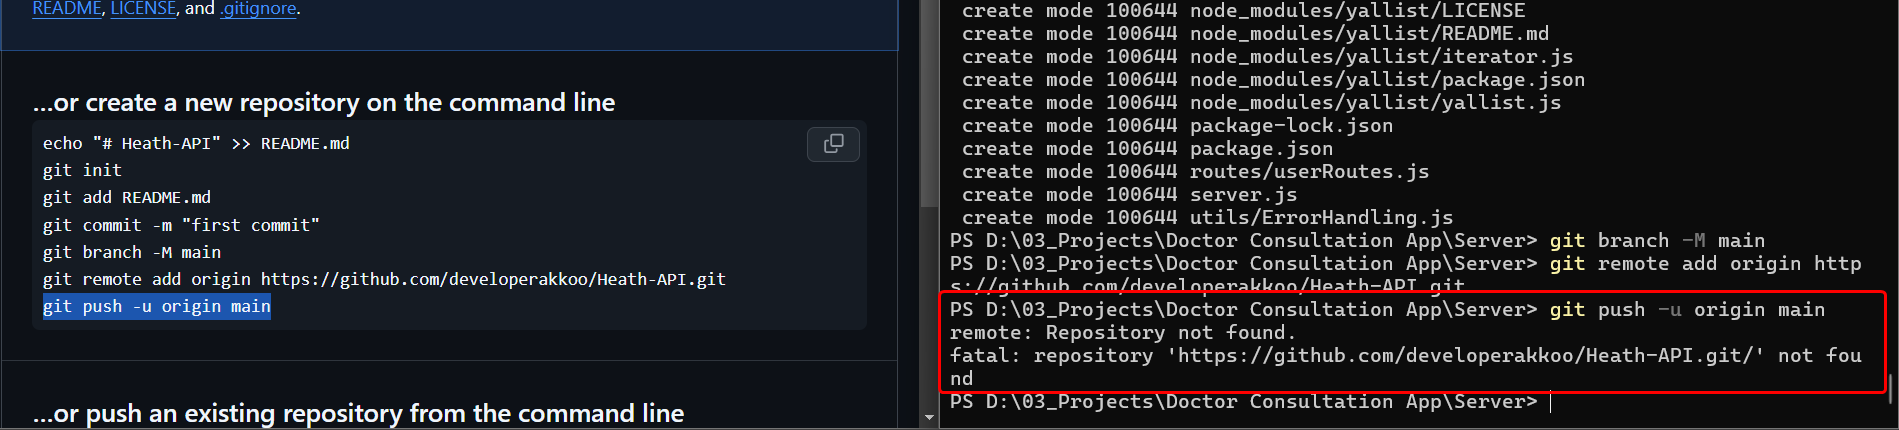 README, LICENSE, and .gitignore.
...or create a new repository on the command line
echo "# Heath-API" >> README.md
git init
git add README.md
git commit -m "first commit"
git branch -M main
git remote add origin https://github.com/developerakkoo/Heath-API.git
git push -u origin main
...or push an existing repository from the command line
create mode 100644 node_modules/yallist/LICENSE
create mode 100644 node_modules/yallist/README.md
create mode 100644 node_modules/yallist/iterator.js
create mode 100644 node_modules/yallist/package.json
create mode 100644 node_modules/yallist/yallist.js
create mode 100644 package-lock.json
create mode 100644 package.json
create mode 100644 routes/userRoutes.js
create mode 100644 server.js
create mode 100644 utils/ErrorHandling.js
PS D:\03_Projects\Doctor Consultation App\Server> git branch -M main
PS D:\03_Projects\Doctor Consultation App\Server> git remote add origin http
s://github.com/developerakkoo/Heath-API.git
PS D:\03_Projects\Doctor Consultation App\Server> git push -u origin main
remote: Repository not found.
fatal: repository 'https://github.com/developerakkoo/Heath-API.git/' not fou
nd
PS D:\03_Projects\Doctor Consultation App\Server>